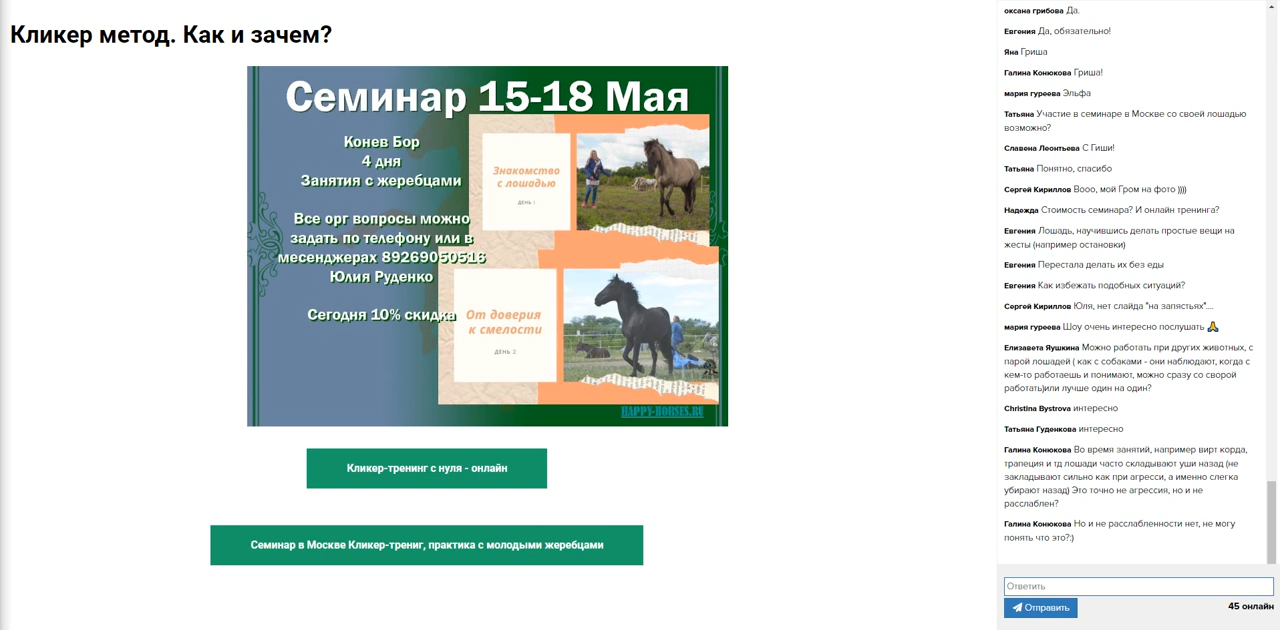 Кликер метод. Как и зачем?
Семинар 15-18 Мая
Конев Бор
4 дня
Занятия с жеребцами
Все орг вопросы можно
задать по телефону или в
месенджерах 89269050516
Юлия Руденко
Сегодня 10% скидка
Знакомство
с лошадью
ДЕНЬ 1
От доверия
к смелости
ДЕНЬ 2
HAPPY-HORSES.RU
Кликер-тренинг с нуля - онлайн
Семинар в Москве Кликер-трениг, практика с молодыми жеребцами
оксана грибова Да.
Евгения Да, обязательно!
Яна Гриша
Галина Конюкова Гриша!
мария гуреева Эльфа
Татьяна Участие в семинаре в Москве со своей лошадью
возможно?
Славена Леонтьева С Гиши!
Татьяна Понятно, спасибо
Сергей Кириллов Вооо, мой Гром на фото ))))
Надежда Стоимость семинара? И онлайн тренинга?
Евгения Лошадь, научившись делать простые вещи на
жесты (например остановки)
Евгения Перестала делать их без еды
Евгения Как избежать подобных ситуаций?
Сергей Кириллов Юля, нет слайда "на запястьях"....
мария гуреева Шоу очень интересно послушать 🙏
Елизавета Яушкина Можно работать при других животных, с
парой лошадей ( как с собаками - они наблюдают, когда с
кем-то работаешь и понимают, можно сразу со сворой
работать)или лучше один на один?
Christina Bystrova интересно
Татьяна Гуденкова интересно
Галина Конюкова Во время занятий, например вирт корда,
трапеция и тд лошади часто складывают уши назад (не
закладывают сильно как при агресси, а именно слегка
убирают назад) Это точно не агрессия, но и не
расслаблен?
Галина Конюкова Но и не расслабленности нет, не могу
понять что это?:)
Ответить
Отправить
45 онлайн